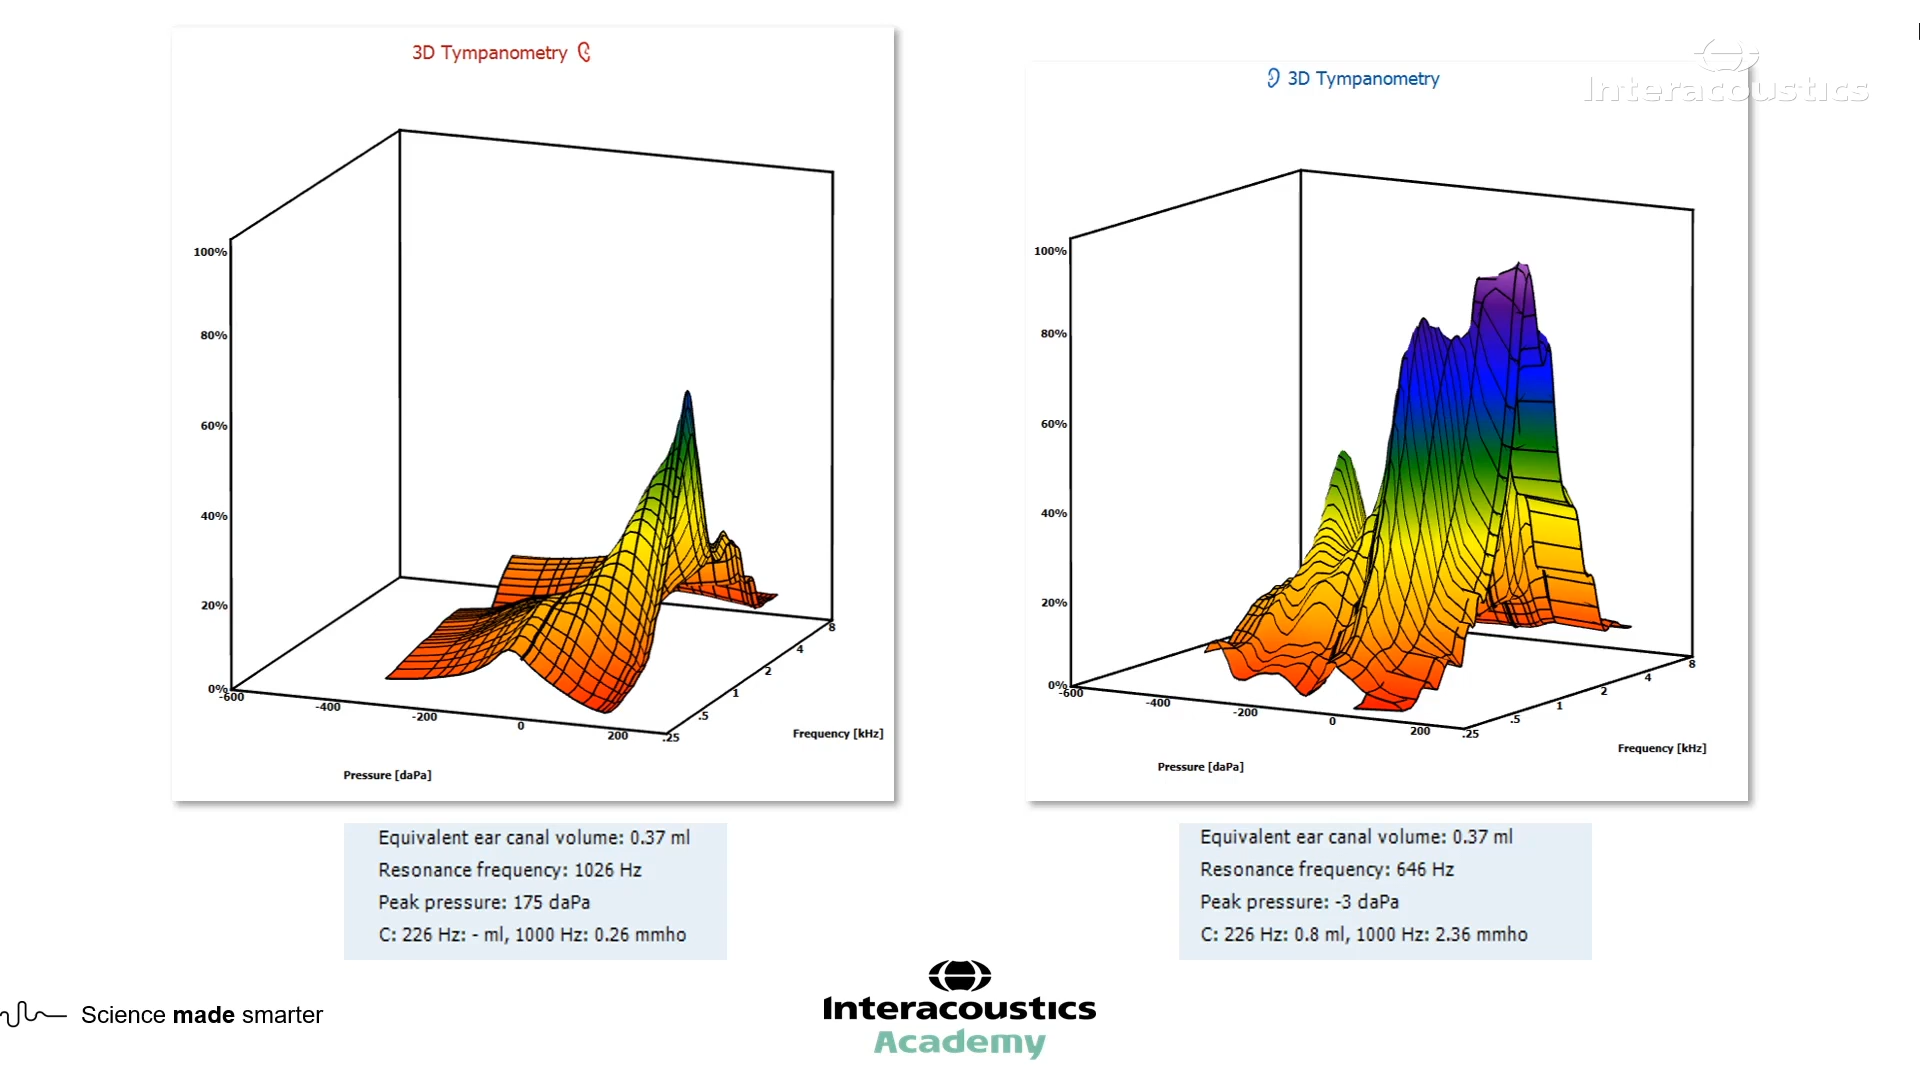 3D Tympanometry
100%
80%
60%
40%
20%
0%
-600
-400
-200
0
200
.25
.5
1
2
4
8
Frequency [kHz]
Pressure [daPa]
Equivalent ear canal volume: 0.37 ml
Resonance frequency: 1026 Hz
Peak pressure: 175 daPa
C: 226 Hz: - ml, 1000 Hz: 0.26 mmho
3D Tympanometry
Interacoustics
100%
80%
60%
40%
20%
0%
-600
-400
-200
0
200
.25
.5
1
2
4
8
Frequency [kHz]
Pressure [daPa]
Equivalent ear canal volume: 0.37 ml
Resonance frequency: 646 Hz
Peak pressure: -3 daPa
C: 226 Hz: 0.8 ml, 1000 Hz: 2.36 mmho
Science made smarter
Interacoustics
Academy